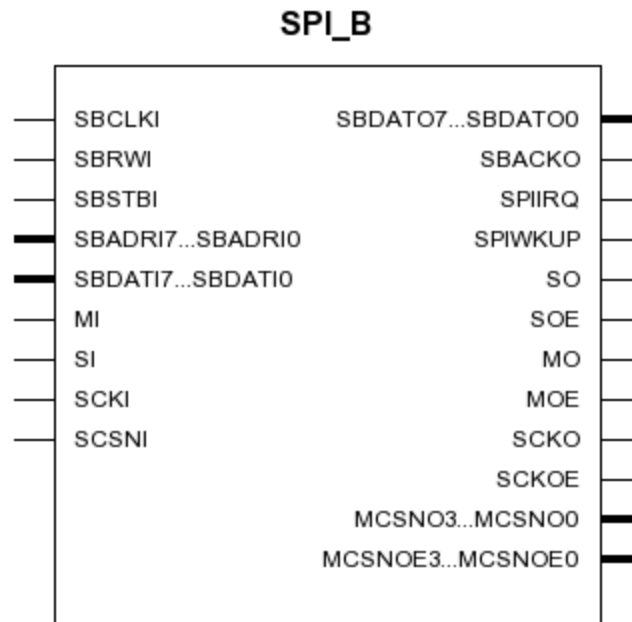 SPI_B
SBCLKI SBDATO7...SBDATO0
SBRWI SBACKO
SBSTBI SPIIRQ
SBADRI7...SBADRI0 SPIWKUP
SBDATI7...SBDATI0 SO
MI SOE
SI MO
SCKI MOE
SCSNI SCKO
SCKOE
MCSNO3...MCSNO0
MCSNOE3...MCSNOE0